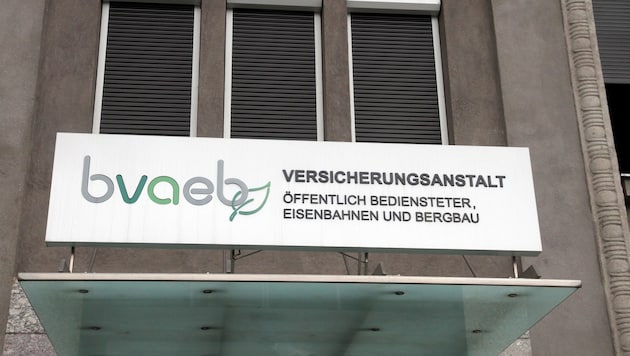 bvaeb
VERSICHERUNGSANSTALT
ÖFFENTLICH BEDIENSTETER,
EISENBAHNEN UND BERGBAU